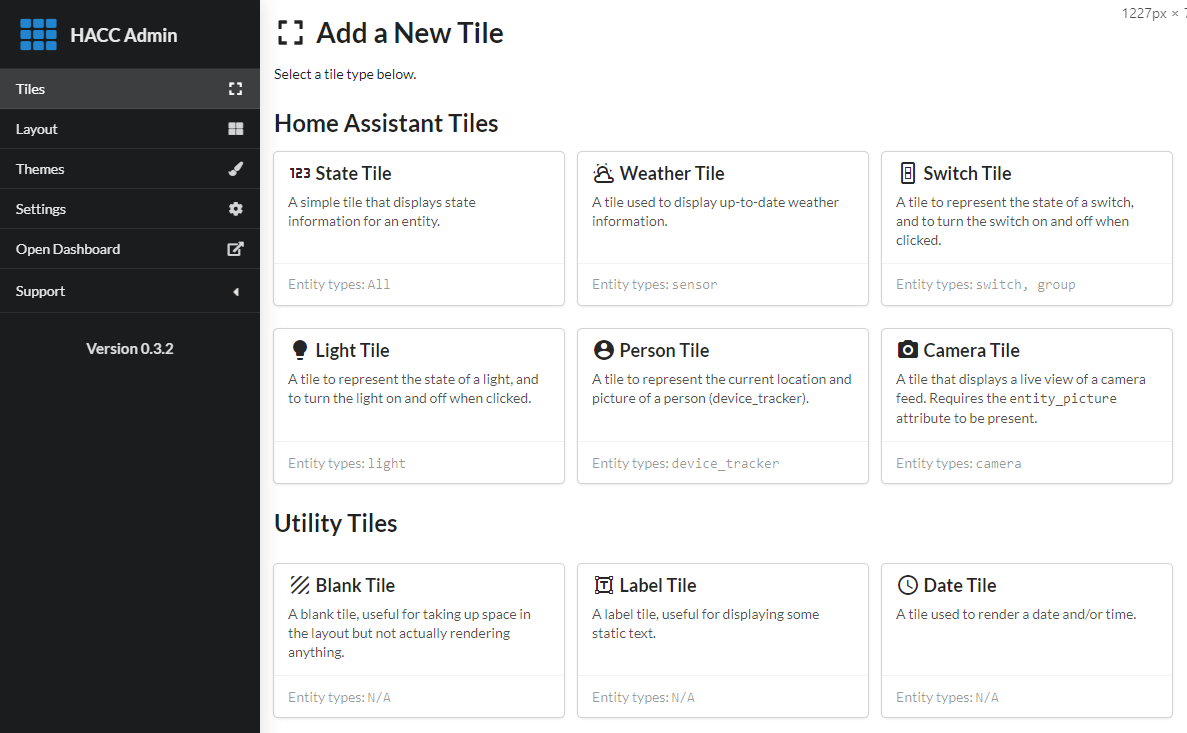 HACC Admin
Tiles
Layout
Themes
Settings
Open Dashboard
Support
Version 0.3.2
1227px ×
Add a New Tile
Select a tile type below.
Home Assistant Tiles
123 State Tile
A simple tile that displays state
information for an entity.
Entity types: All
Weather Tile
A tile used to display up-to-date weather
information.
Entity types: sensor
Switch Tile
A tile to represent the state of a switch,
and to turn the switch on and off when
clicked.
Entity types: switch, group
Light Tile
A tile to represent the state of a light, and
to turn the light on and off when clicked.
Entity types: light
Person Tile
A tile to represent the current location and
picture of a person (device_tracker).
Entity types: device_tracker
Camera Tile
A tile that displays a live view of a camera
feed. Requires the entity_picture
attribute to be present.
Entity types: camera
Utility Tiles
Blank Tile
A blank tile, useful for taking up space in
the layout but not actually rendering
anything.
Entity types: N/A
T Label Tile
A label tile, useful for displaying some
static text.
Entity types: N/A
Date Tile
A tile used to render a date and/or time.
Entity types: N/A